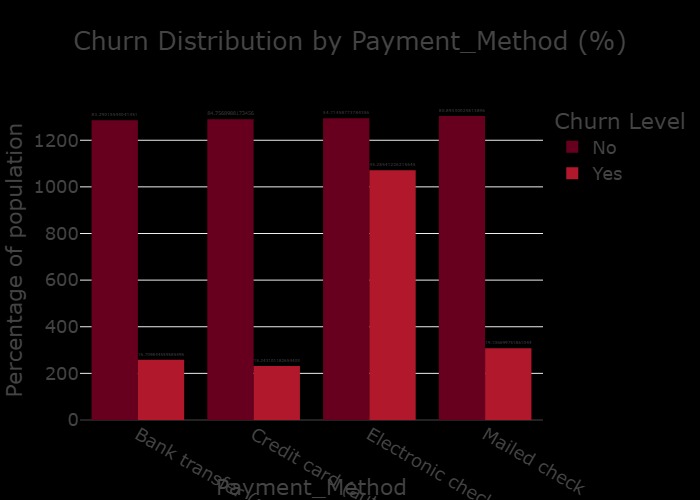 Churn Distribution by Payment_Method (%)
Churn Level
No
Yes
Percentage of population
1200
1000
800
600
400
200
0
Bank transfer
Credit card
Electronic check
Mailed check
Payment_Method